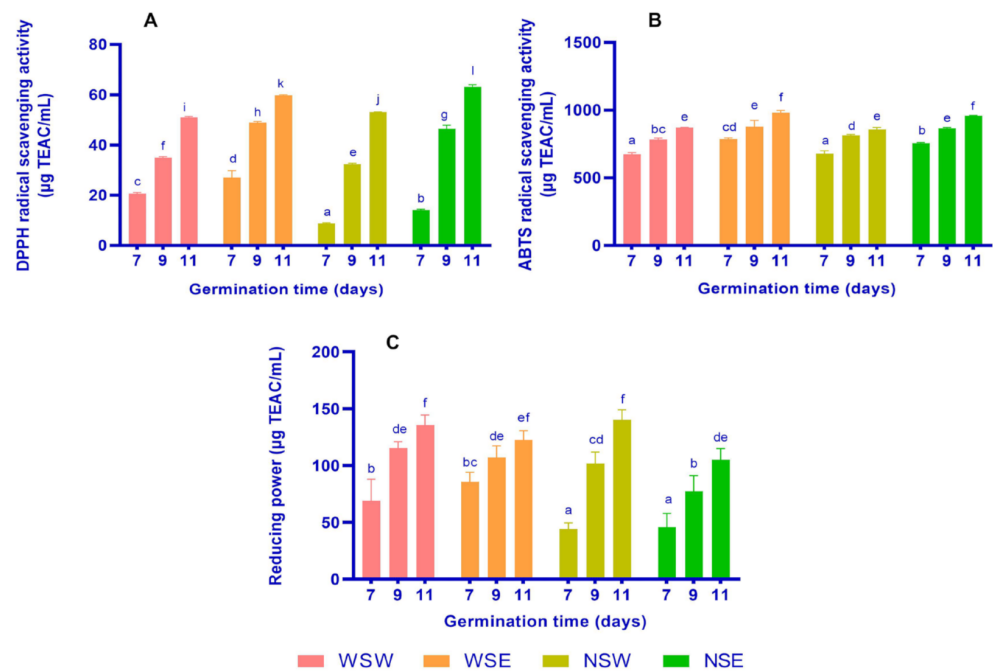 A
DPPH radical scavenging activity
(µg TEAC/mL)
80
60
40
20
0
c f i d h k a e j b g l
7 9 11 7 9 11 7 9 11 7 9 11
Germination time (days)
B
ABTS radical scavenging activity
(µg TEAC/mL)
1500
1000
500
0
a bc e cd e f a d e b e f
7 9 11 7 9 11 7 9 11 7 9 11
Germination time (days)
C
Reducing power (µg TEAC/mL)
200
150
100
50
0
b de f bc de ef a cd f a b de
7 9 11 7 9 11 7 9 11 7 9 11
Germination time (days)
WSW WSE NSW NSE